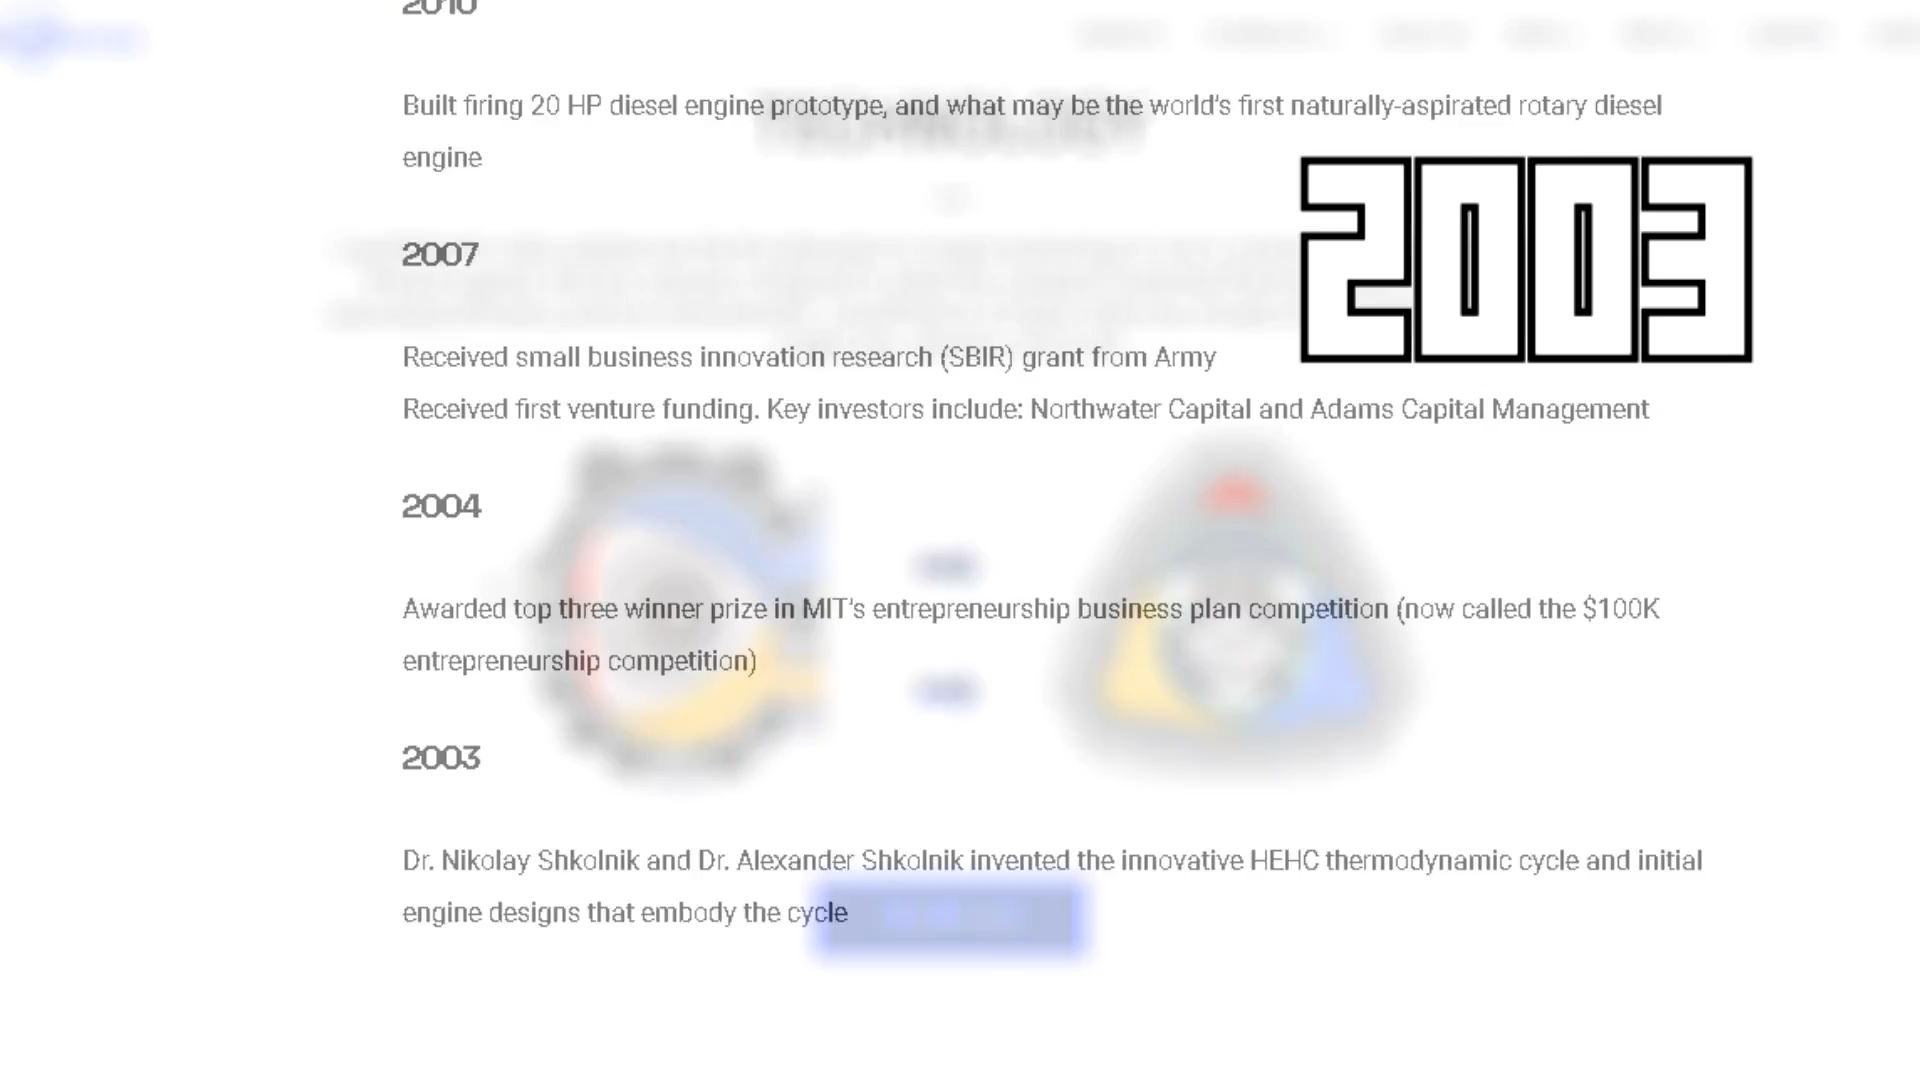 2010
Built firing 20 HP diesel engine prototype, and what may be the world's first naturally-aspirated rotary diesel
engine
2003
2007
Received small business innovation research (SBIR) grant from Army
Received first venture funding. Key investors include: Northwater Capital and Adams Capital Management
2004
Awarded top three winner prize in MIT's entrepreneurship business plan competition (now called the $100K
entrepreneurship competition)
2003
Dr. Nikolay Shkolnik and Dr. Alexander Shkolnik invented the innovative HEHC thermodynamic cycle and initial
engine designs that embody the cycle